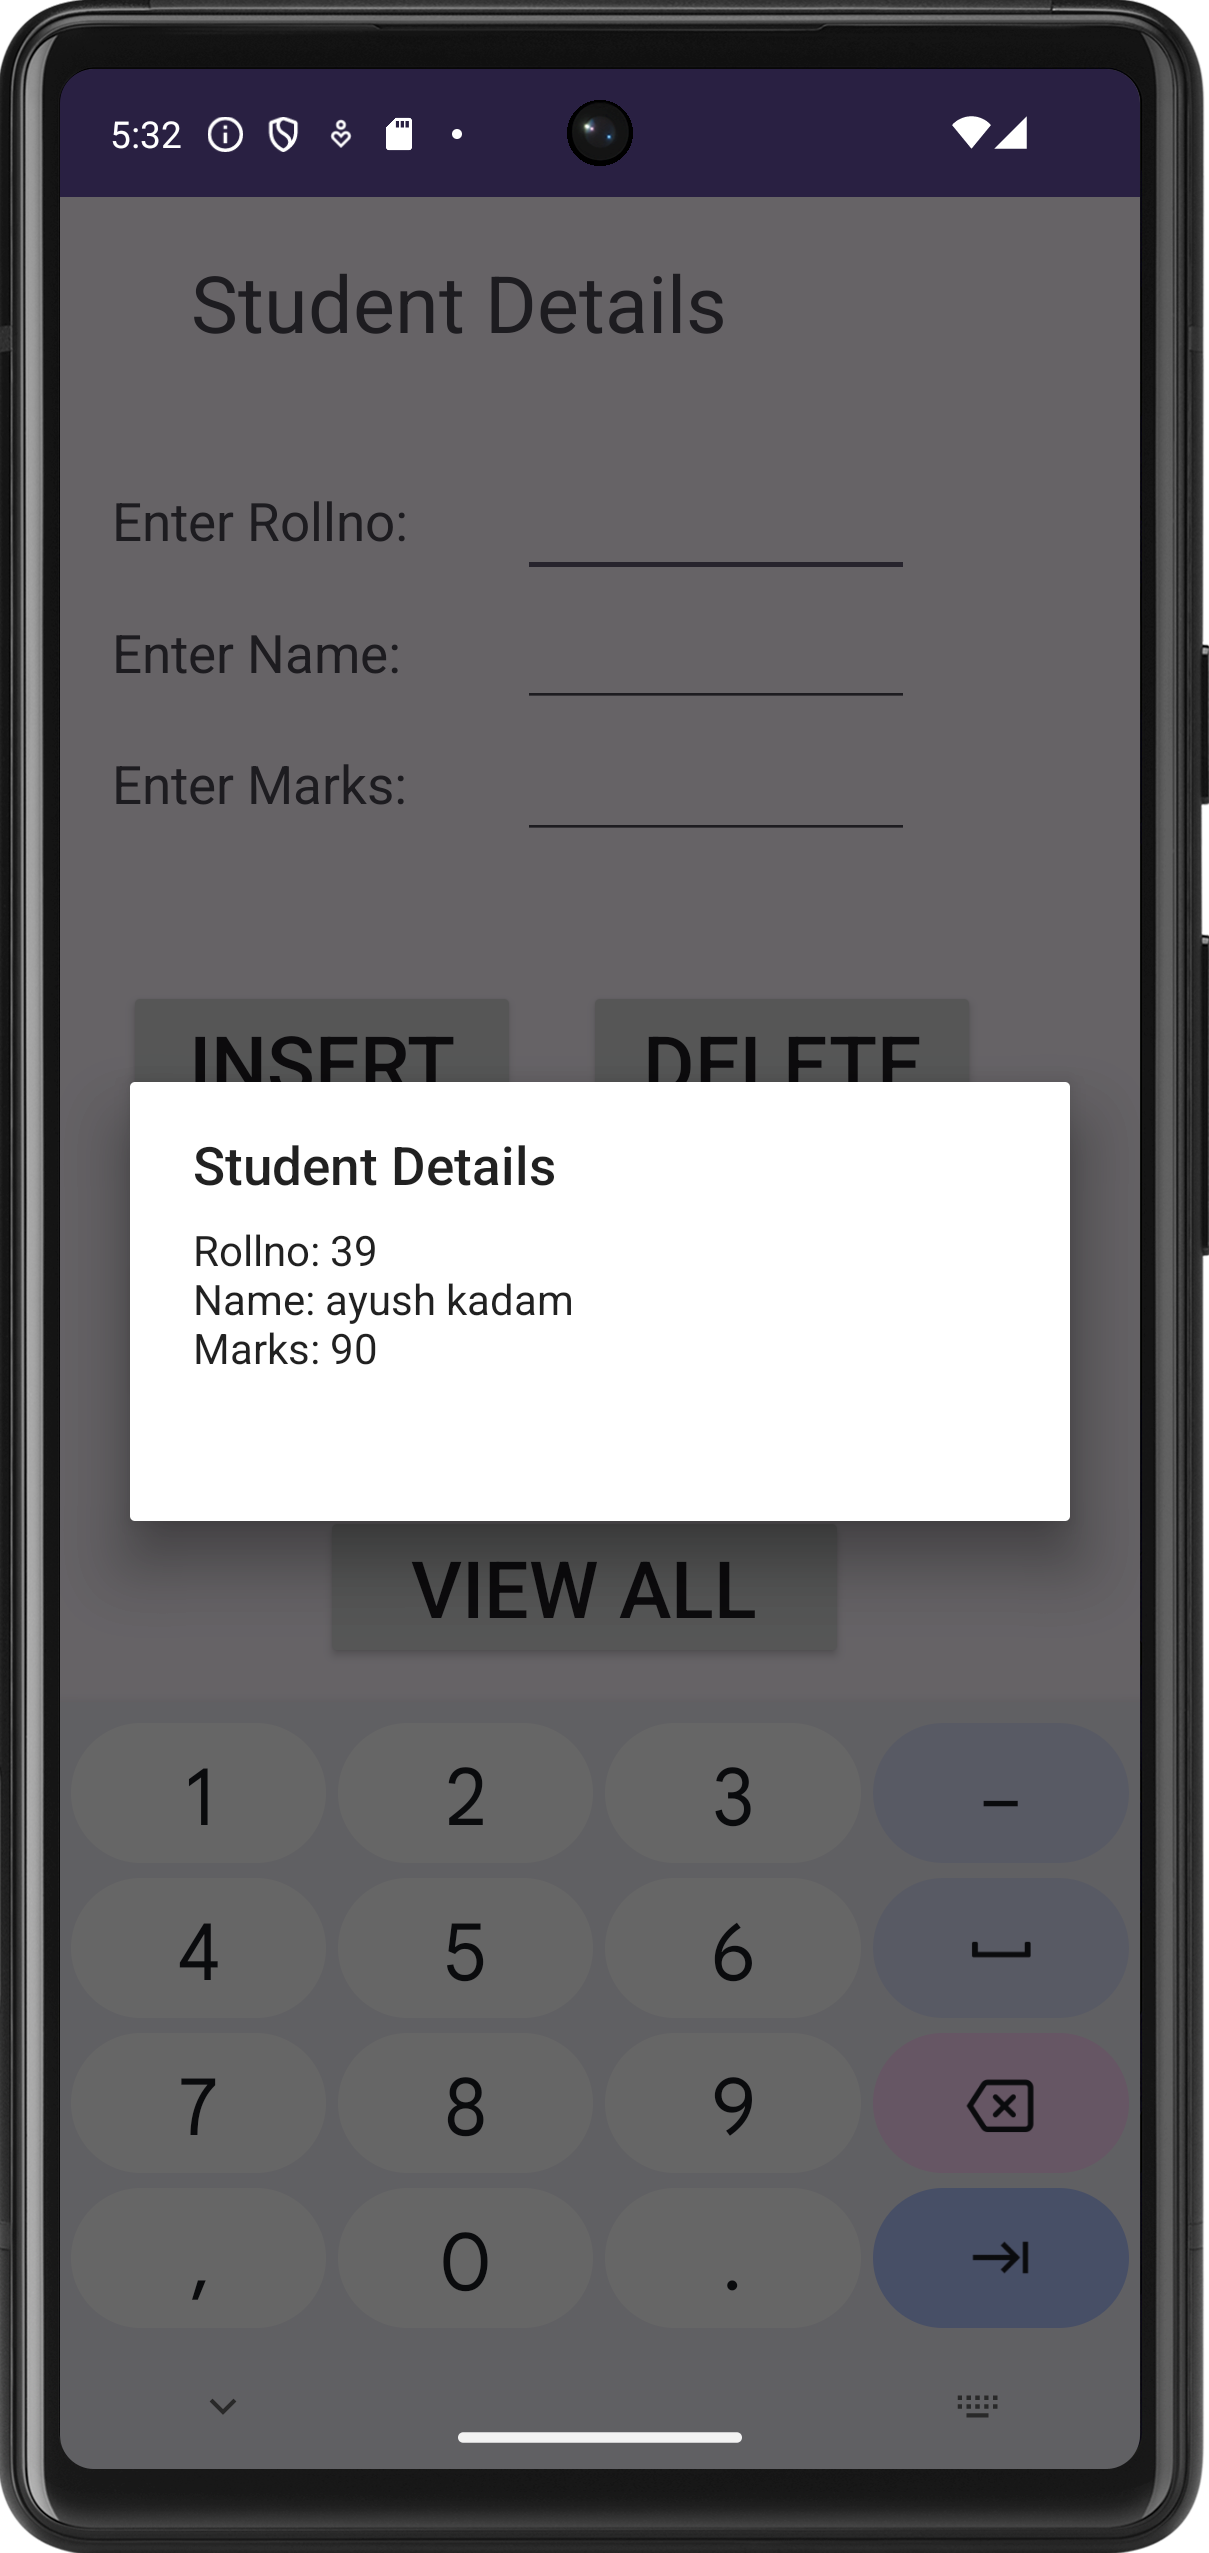 5:32
Student Details
Enter Rollno:
Enter Name:
Enter Marks:
INSERT DELETE
Student Details
Rollno: 39
Name: ayush kadam
Marks: 90
VIEW ALL
1 2 3 –
4 5 6
7 8 9
, 0 .